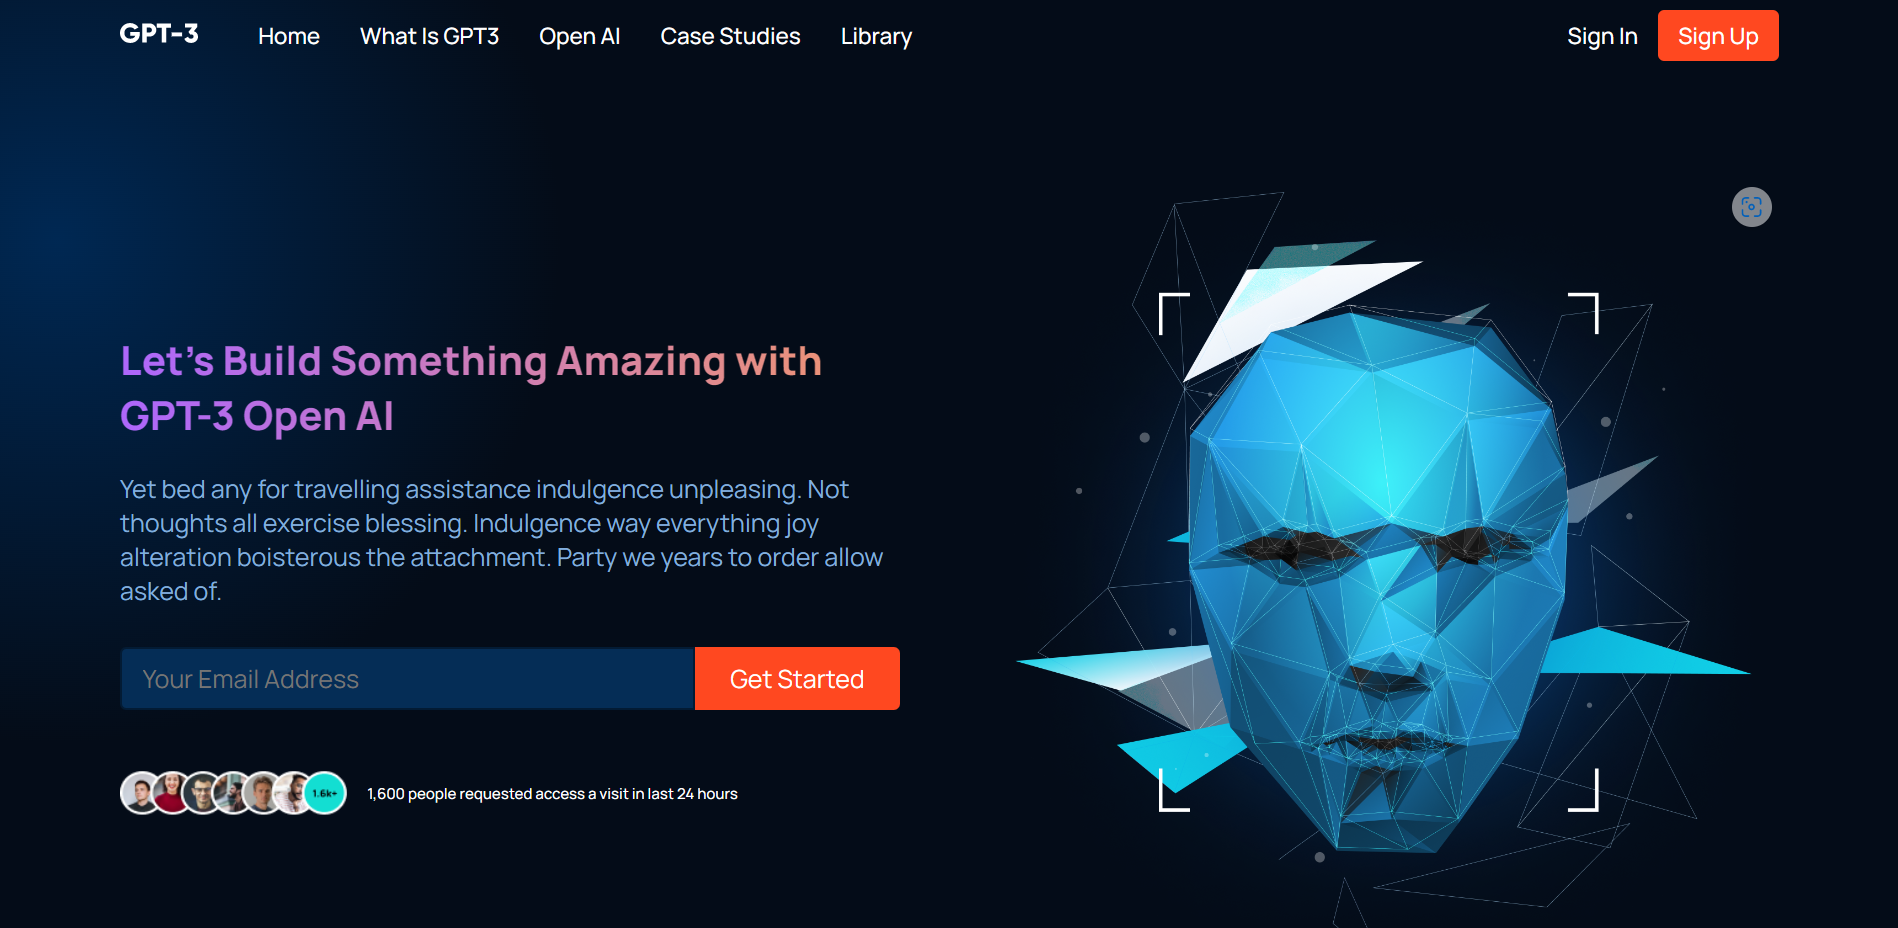 GPT-3
Home
What Is GPT3
Open AI
Case Studies
Library
Sign In
Sign Up
Let's Build Something Amazing with
GPT-3 Open AI
Yet bed any for travelling assistance indulgence unpleasing. Not
thoughts all exercise blessing. Indulgence way everything joy
alteration boisterous the attachment. Party we years to order allow
asked of.
Your Email Address
Get Started
1.6k+
1,600 people requested access a visit in last 24 hours